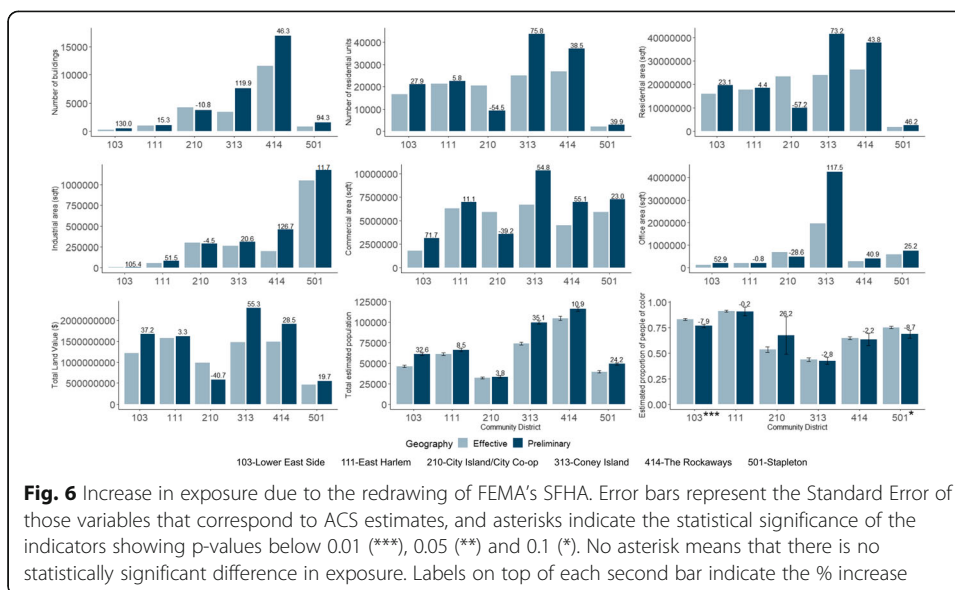 Number of buildings
15000
10000
5000
0
130.0 15.3 -10.8 119.9 46.3 94.3
103 111 210 313 414 501
Number of residential units
40000
30000
20000
10000
0
27.9 5.8 -54.5 75.8 38.5 39.9
103 111 210 313 414 501
Residential area (sqft)
40000000
30000000
20000000
10000000
0
23.1 4.4 -57.2 73.2 43.8 46.2
103 111 210 313 414 501
Industrial area (sqft)
1000000
750000
500000
250000
0
105.4 51.5 -4.5 20.6 126.7 11.7
103 111 210 313 414 501
Commercial area (sqft)
10000000
7500000
5000000
2500000
0
71.7 11.1 -39.2 54.8 55.1 23.0
103 111 210 313 414 501
Office area (sqft)
4000000
3000000
2000000
1000000
0
52.9 -0.8 -28.6 117.5 40.9 25.2
103 111 210 313 414 501
Total Land Value ($)
2000000000
1500000000
1000000000
500000000
0
37.2 3.3 -40.7 55.3 28.5 19.7
103 111 210 313 414 501
Total estimated population
125000
100000
75000
50000
25000
0
32.6 8.5 3.8 35.1 10.9 24.2
103 111 210 313 414 501
Community District
Estimated proportion of people of color
1.00
0.75
0.50
0.25
0.00
-7.9 -0.2 26.2 -2.8 -2.2 -8.7
103*** 111 210 313 414 501*
Community District
Geography Effective Preliminary
103-Lower East Side 111-East Harlem 210-City Island/City Co-op 313-Coney Island 414-The Rockaways 501-Stapleton
Fig. 6 Increase in exposure due to the redrawing of FEMA's SFHA. Error bars represent the Standard Error of
those variables that correspond to ACS estimates, and asterisks indicate the statistical significance of the
indicators showing p-values below 0.01 (***), 0.05 (**) and 0.1 (*). No asterisk means that there is no
statistically significant difference in exposure. Labels on top of each second bar indicate the % increase